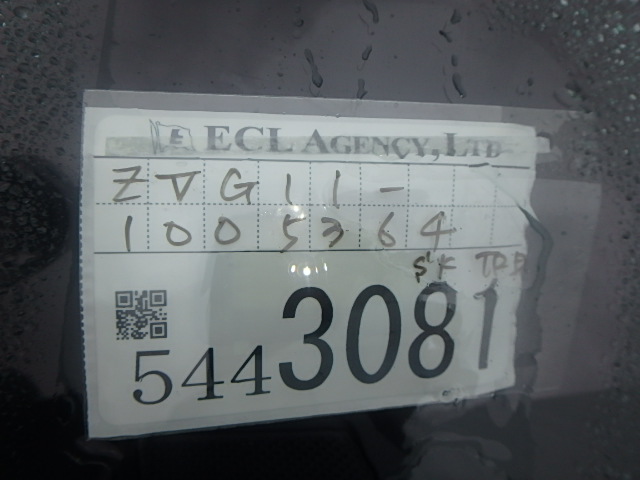 E ECL AGENCY, LTD
ZVG11-
1005364
5443081